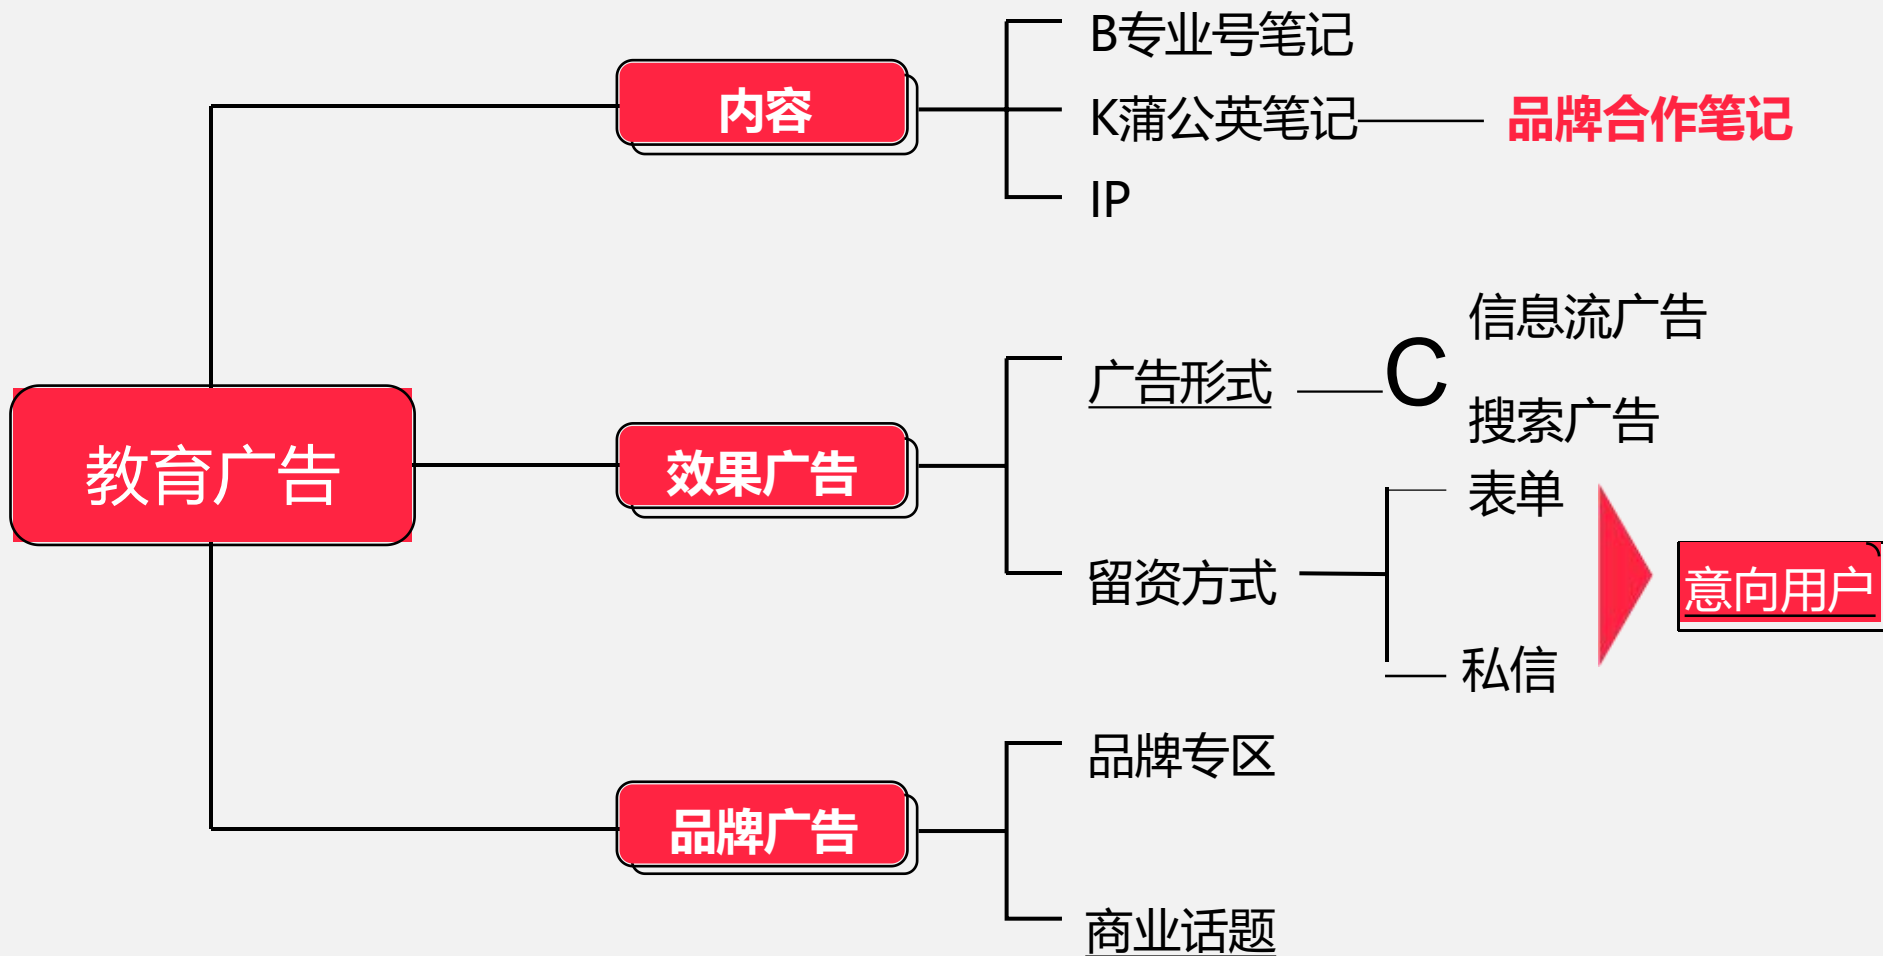 教育广告
内容
B专业号笔记
K蒲公英笔记
品牌合作笔记
IP
效果广告
广告形式
C
信息流广告
搜索广告
留资方式
表单
私信
意向用户
品牌广告
品牌专区
商业话题